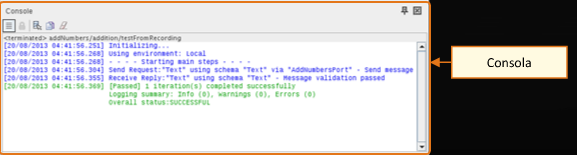 Console
<terminated> addNumbers/addition/testFromRecording
[20/08/2013 04:41:56.251] Initializing...
[20/08/2013 04:41:56.268] Using environment: Local
[20/08/2013 04:41:56.268] - - - - Starting main steps - - - -
[20/08/2013 04:41:56.304] Send Request:"Text" using schema "Text" via "AddNumbersPort" - Send message
[20/08/2013 04:41:56.355] Receive Reply:"Text" using schema "Text" - Message validation passed
[20/08/2013 04:41:56.369] [Passed] 1 iteration(s) completed successfully
Logging summary: Info (0), warnings (0), Errors (0)
Overall status:SUCCESSFUL
Consola